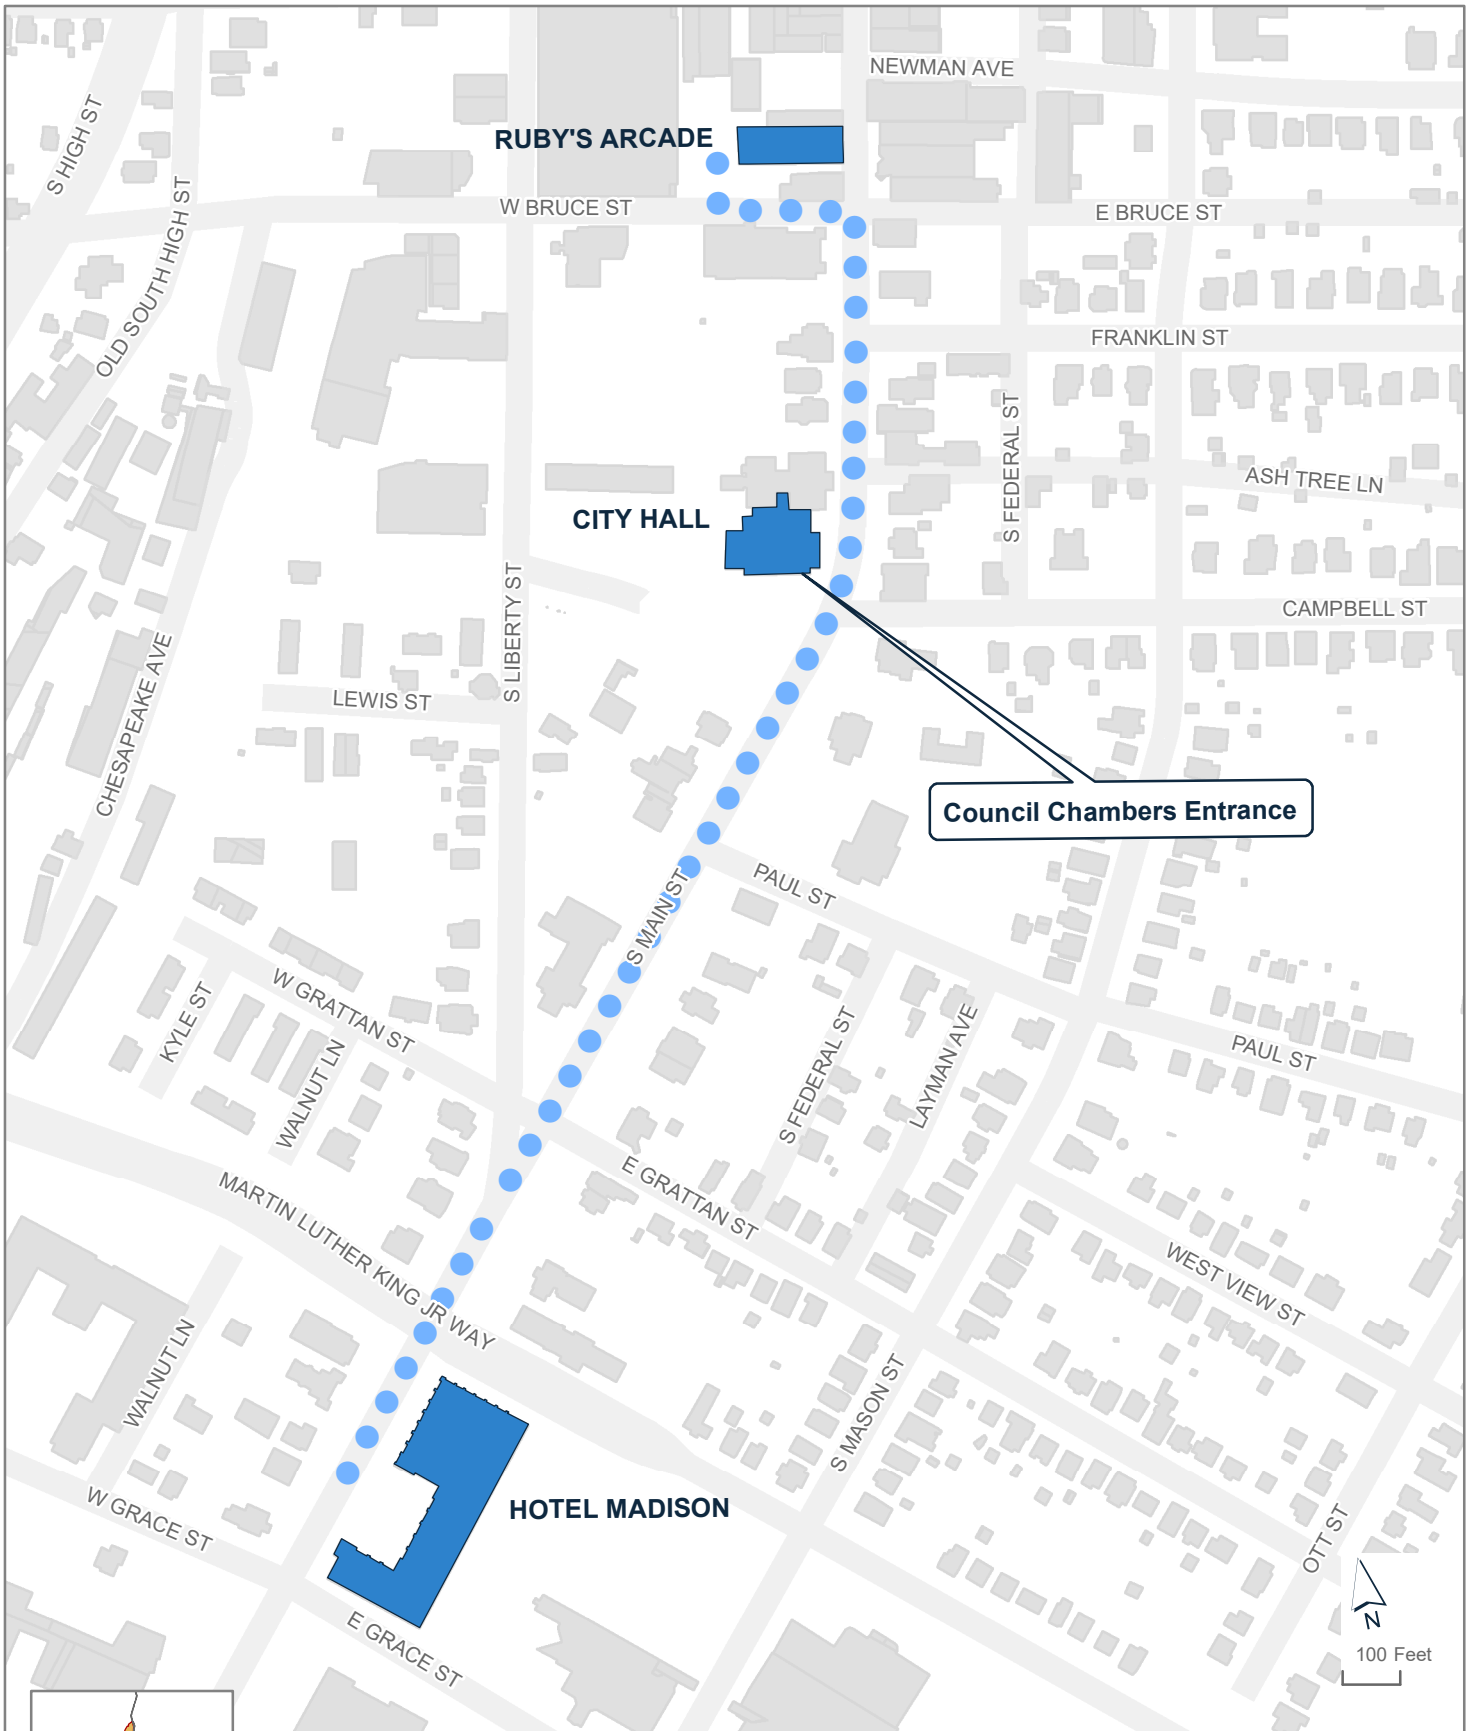 NEWMAN AVE
S HIGH ST
RUBY'S ARCADE
OLD SOUTH HIGH ST
W BRUCE ST
E BRUCE ST
FRANKLIN ST
S FEDERAL ST
ASH TREE LN
CITY HALL
S LIBERTY ST
CAMPBELL ST
CHESAPEAKE AVE
LEWIS ST
Council Chambers Entrance
PAUL ST
S MAIN ST
W GRATTAN ST
KYLE ST
WALNUT LN
S FEDERAL ST
LAYMAN AVE
PAUL ST
E GRATTAN ST
MARTIN LUTHER KING JR WAY
WEST VIEW ST
WALNUT LN
S MASON ST
HOTEL MADISON
W GRACE ST
OTT ST
E GRACE ST
N
100 Feet